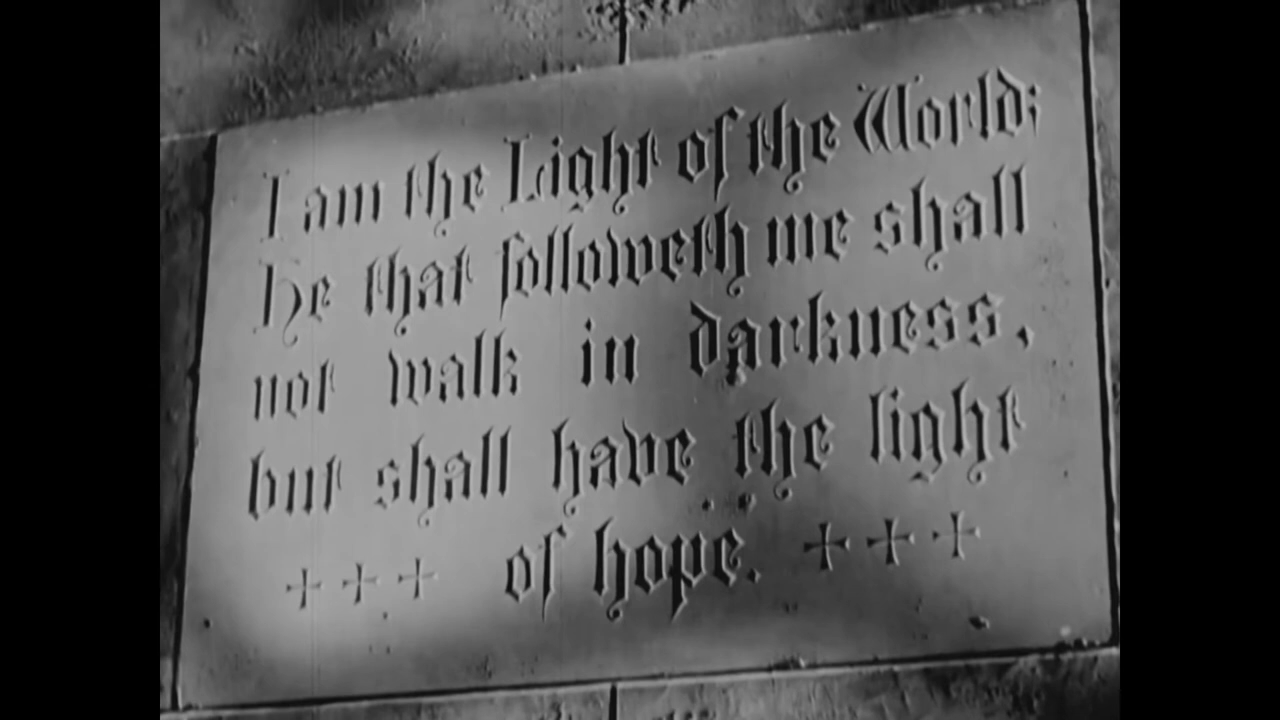 I am the Light of the World;
He that followeth me shall
not walk in darkness,
but shall have the light
of hope.